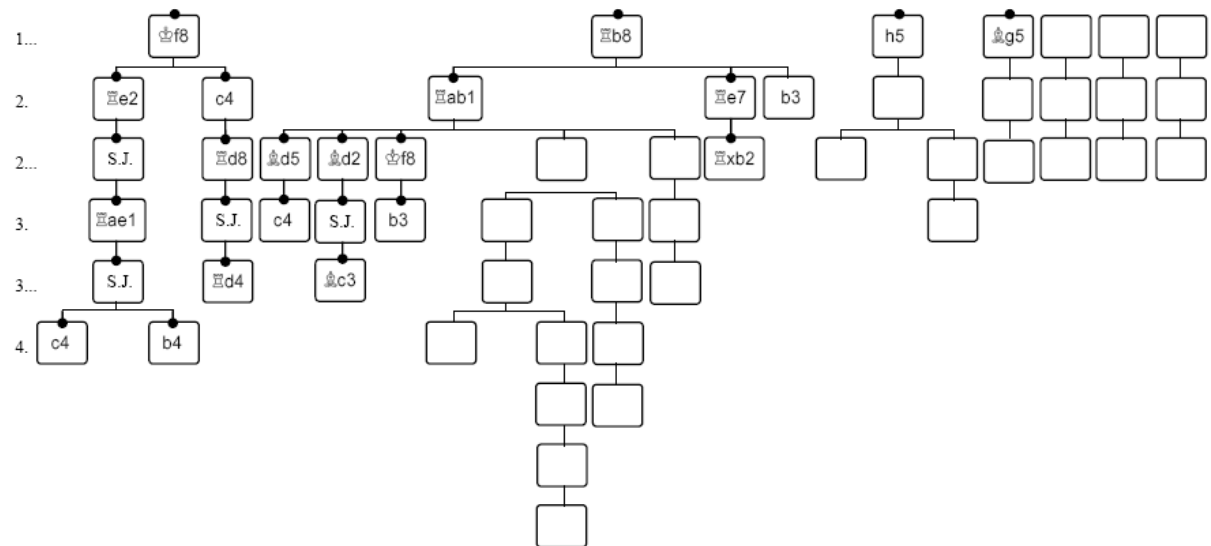 1... ♔f8 ♖b8 h5 ♗g5
2. ♖e2 c4 ♖ab1 ♖e7 b3
2... S.J. ♖d8 ♗d5 ♗d2 ♔f8 ♖xb2
3. ♖ae1 S.J. c4 S.J. b3
3... S.J. ♖d4 ♗c3
4. c4 b4